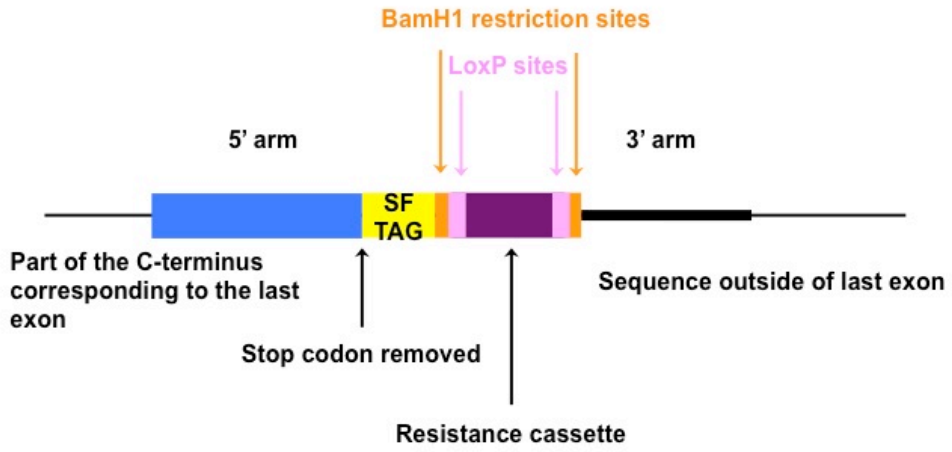 BamH1 restriction sites
LoxP sites
5’ arm
3’ arm
SF
TAG
Part of the C-terminus
corresponding to the last
exon
Sequence outside of last exon
Stop codon removed
Resistance cassette